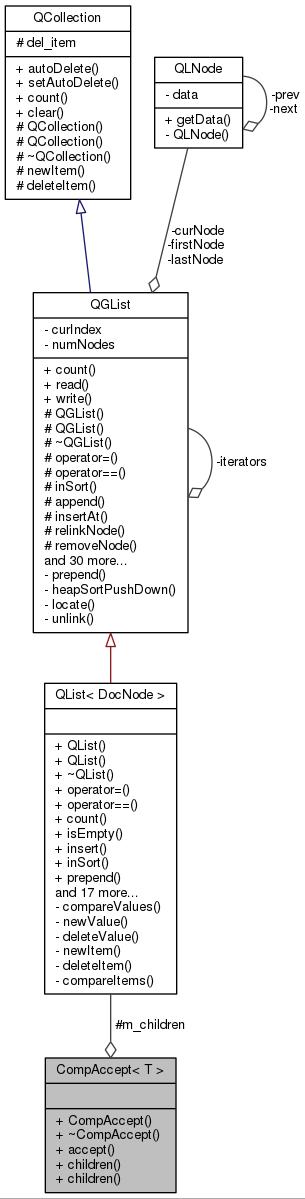 QCollection
# del_item
+ autoDelete()
+ setAutoDelete()
+ count()
+ clear()
# QCollection()
# QCollection()
# ~QCollection()
# newItem()
# deleteItem()
QLNode
- data
+ getData()
- QLNode()
-prev
-next
-curNode
-firstNode
-lastNode
QGList
- curIndex
- numNodes
+ count()
+ read()
+ write()
# QGList()
# QGList()
# ~QGList()
# operator=()
# operator==()
# inSort()
# append()
# insertAt()
# relinkNode()
# removeNode()
and 30 more...
- prepend()
- heapSortPushDown()
- locate()
- unlink()
-iterators
QList< DocNode >
+ QList()
+ QList()
+ ~QList()
+ operator=()
+ operator==()
+ count()
+ isEmpty()
+ insert()
+ inSort()
+ prepend()
and 17 more...
- compareValues()
- newValue()
- deleteValue()
- newItem()
- deleteItem()
- compareItems()
#m_children
CompAccept< T >
+ CompAccept()
+ ~CompAccept()
+ accept()
+ children()
+ children()